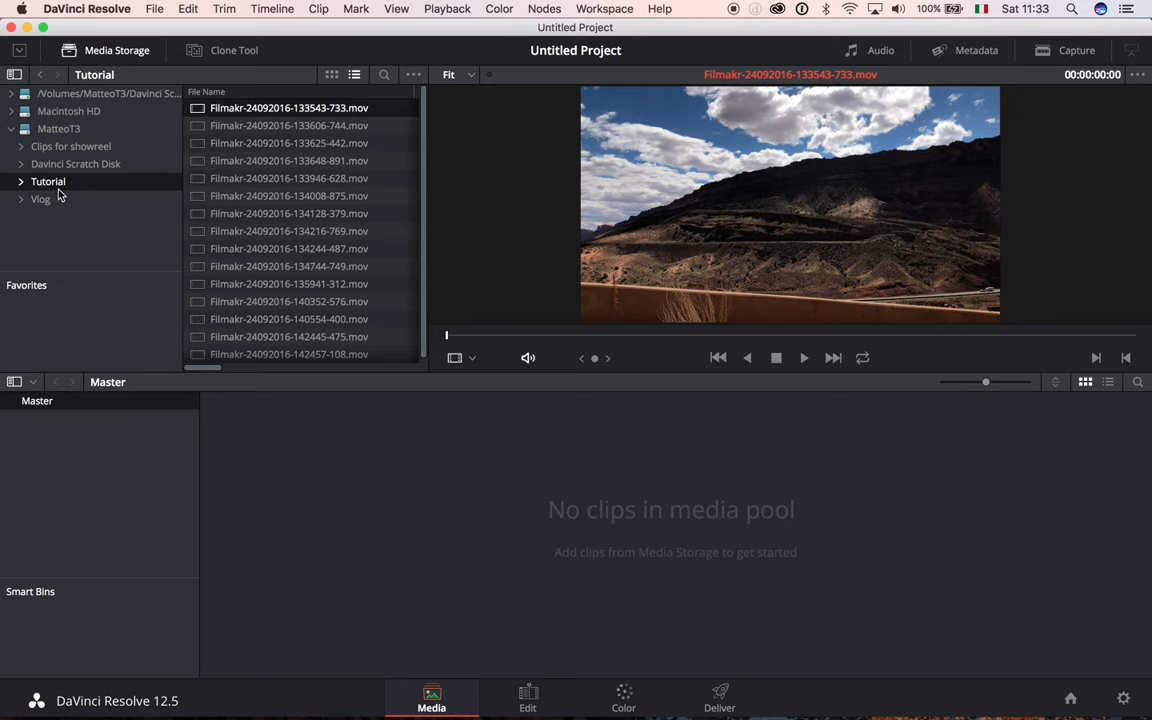 DaVinci Resolve File Edit Trim Timeline Clip Mark View Playback Color Nodes Workspace Help 100% Sat 11:33
Untitled Project
Media Storage Clone Tool Untitled Project Audio Metadata Capture
Tutorial Fit Filmakr-24092016-133543-733.mov 00:00:00:00
/Volumes/MatteoT3/Davinci Sc...
Macintosh HD
MatteoT3
Clips for showreel
Davinci Scratch Disk
Tutorial
Vlog
Favorites
File Name
Filmakr-24092016-133543-733.mov
Filmakr-24092016-133606-744.mov
Filmakr-24092016-133625-442.mov
Filmakr-24092016-133648-891.mov
Filmakr-24092016-133946-628.mov
Filmakr-24092016-134008-875.mov
Filmakr-24092016-134128-379.mov
Filmakr-24092016-134216-769.mov
Filmakr-24092016-134244-487.mov
Filmakr-24092016-134744-749.mov
Filmakr-24092016-135941-312.mov
Filmakr-24092016-140352-576.mov
Filmakr-24092016-140554-400.mov
Filmakr-24092016-142445-475.mov
Filmakr-24092016-142457-108.mov
Master
Master
No clips in media pool
Add clips from Media Storage to get started
Smart Bins
DaVinci Resolve 12.5
Media Edit Color Deliver